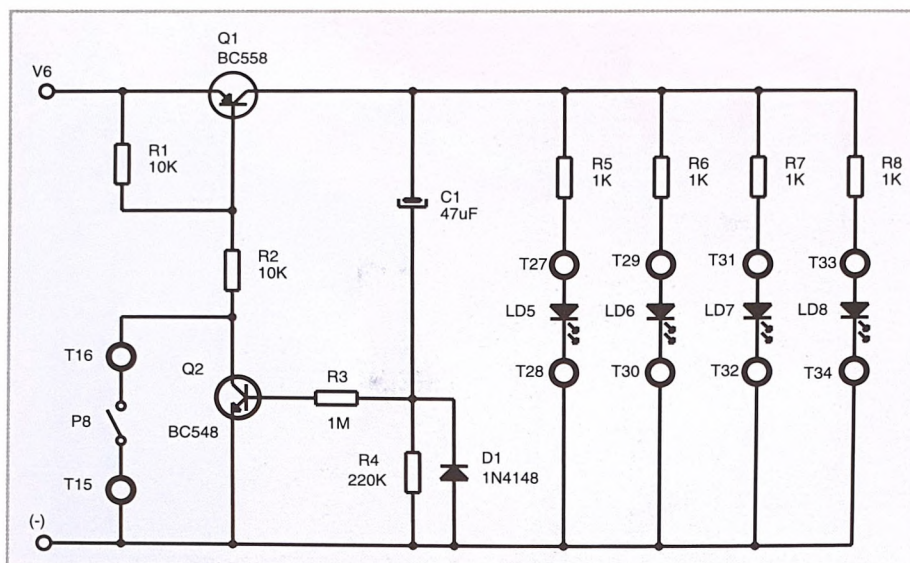 Q1
BC558
V6
R1
10K
R2
10K
C1
47uF
R5
1K
R6
1K
R7
1K
R8
1K
T27
T29
T31
T33
LD5
LD6
LD7
LD8
T28
T30
T32
T34
T16
P8
T15
Q2
BC548
R3
1M
R4
220K
D1
1N4148
(-)